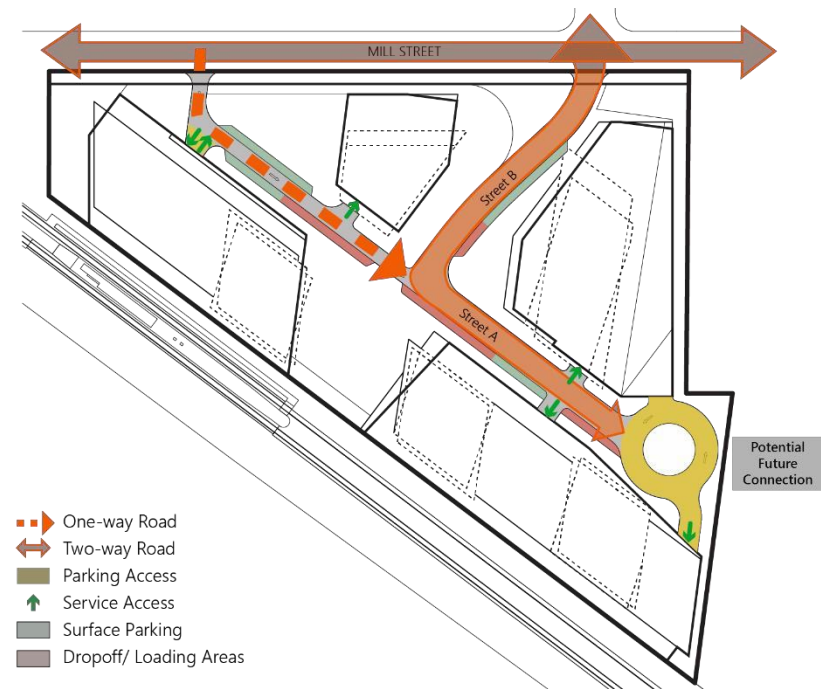 MILL STREET
Street B
Street A
Potential
Future
Connection
One-way Road
Two-way Road
Parking Access
Service Access
Surface Parking
Dropoff/ Loading Areas